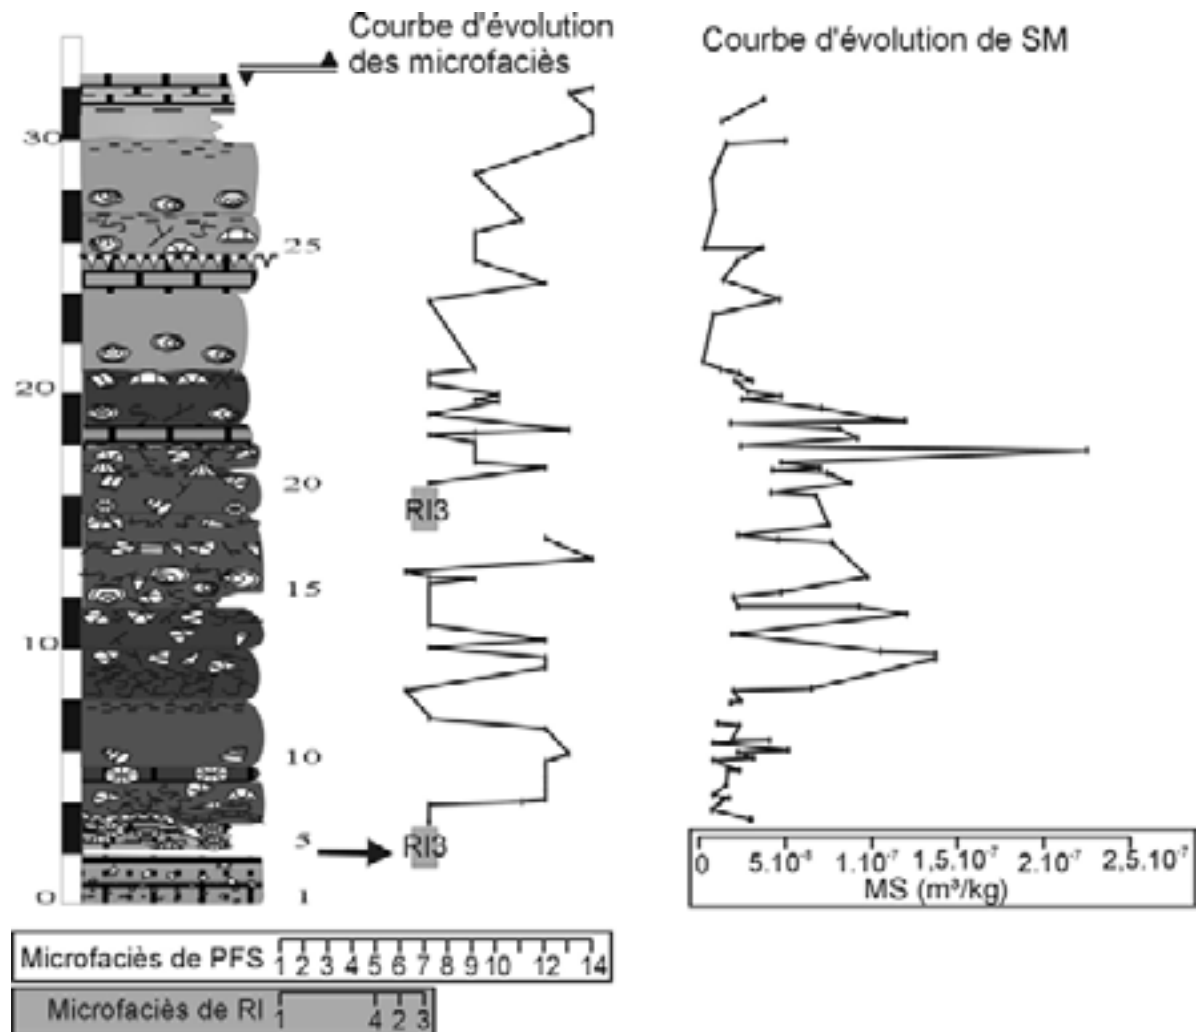 Courbe d'évolution
des microfaciès
Courbe d'évolution de SM
30
25
20
20
RI3
15
10
10
5
RI3
0
1
0 5.10⁻⁸ 1.10⁻⁷ 1,5.10⁻⁷ 2.10⁻⁷ 2,5.10⁻⁷
MS (m³/kg)
Microfaciès de PFS 1 2 3 4 5 6 7 8 9 10 12 14
Microfaciès de RI 1 4 2 3